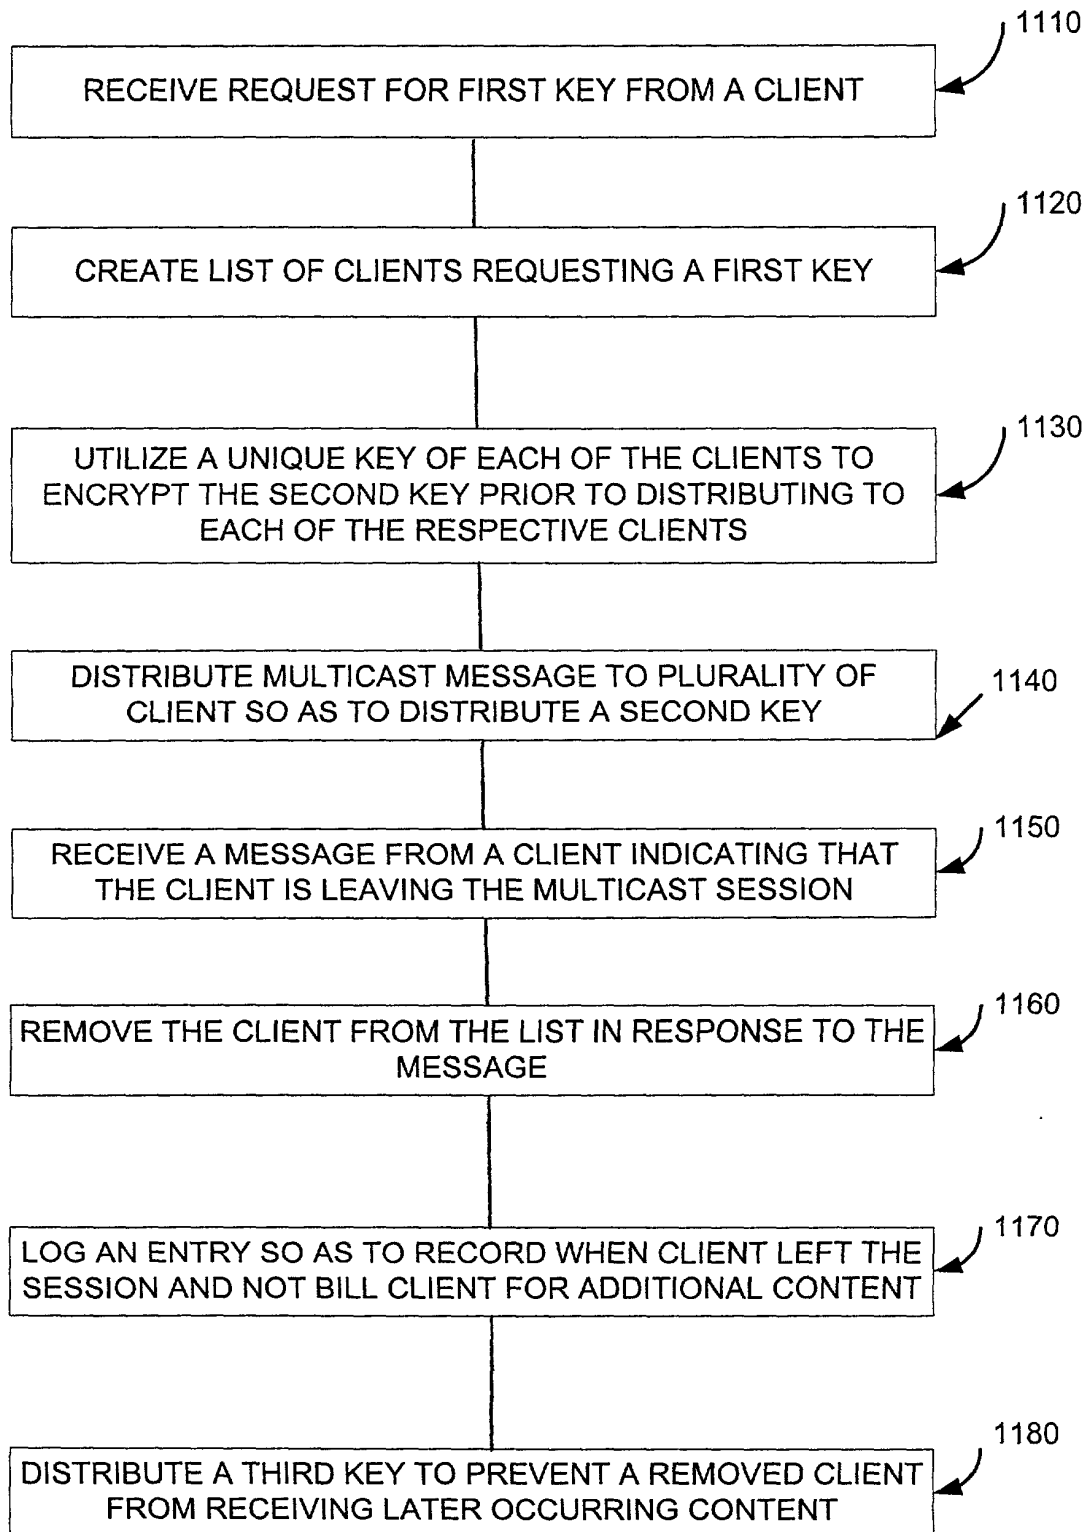 1110
RECEIVE REQUEST FOR FIRST KEY FROM A CLIENT
1120
CREATE LIST OF CLIENTS REQUESTING A FIRST KEY
1130
UTILIZE A UNIQUE KEY OF EACH OF THE CLIENTS TO
ENCRYPT THE SECOND KEY PRIOR TO DISTRIBUTING TO
EACH OF THE RESPECTIVE CLIENTS
DISTRIBUTE MULTICAST MESSAGE TO PLURALITY OF
CLIENT SO AS TO DISTRIBUTE A SECOND KEY
1140
1150
RECEIVE A MESSAGE FROM A CLIENT INDICATING THAT
THE CLIENT IS LEAVING THE MULTICAST SESSION
1160
REMOVE THE CLIENT FROM THE LIST IN RESPONSE TO THE
MESSAGE
1170
LOG AN ENTRY SO AS TO RECORD WHEN CLIENT LEFT THE
SESSION AND NOT BILL CLIENT FOR ADDITIONAL CONTENT
1180
DISTRIBUTE A THIRD KEY TO PREVENT A REMOVED CLIENT
FROM RECEIVING LATER OCCURRING CONTENT